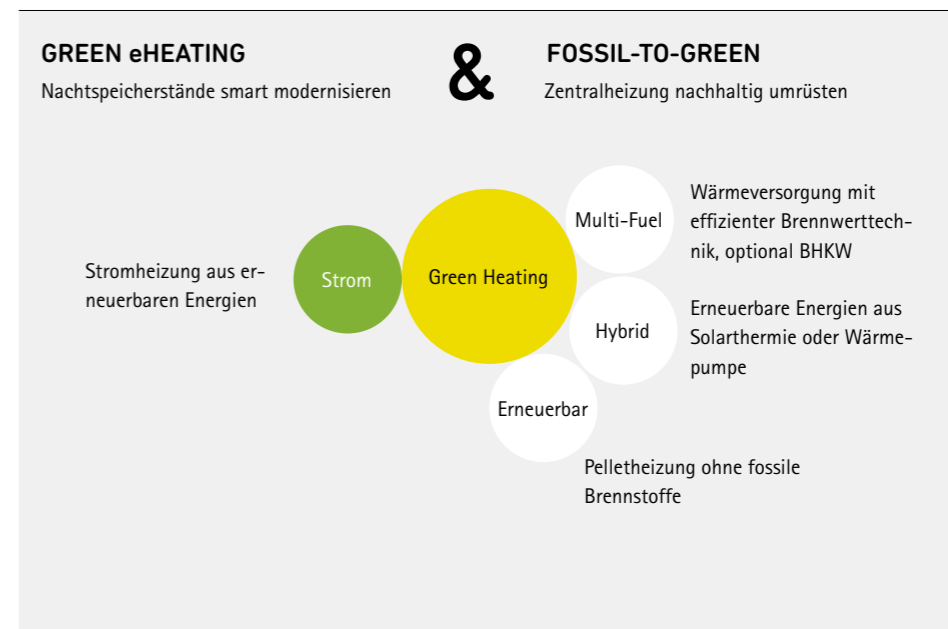 GREEN eHEATING
Nachtspeicherstände smart modernisieren
&
FOSSIL-TO-GREEN
Zentralheizung nachhaltig umrüsten
Stromheizung aus er-
neuerbaren Energien
Strom
Green Heating
Multi-Fuel
Wärmeversorgung mit
effizienter Brennwerttech-
nik, optional BHKW
Hybrid
Erneuerbare Energien aus
Solarthermie oder Wärme-
pumpe
Erneuerbar
Pelletheizung ohne fossile
Brennstoffe